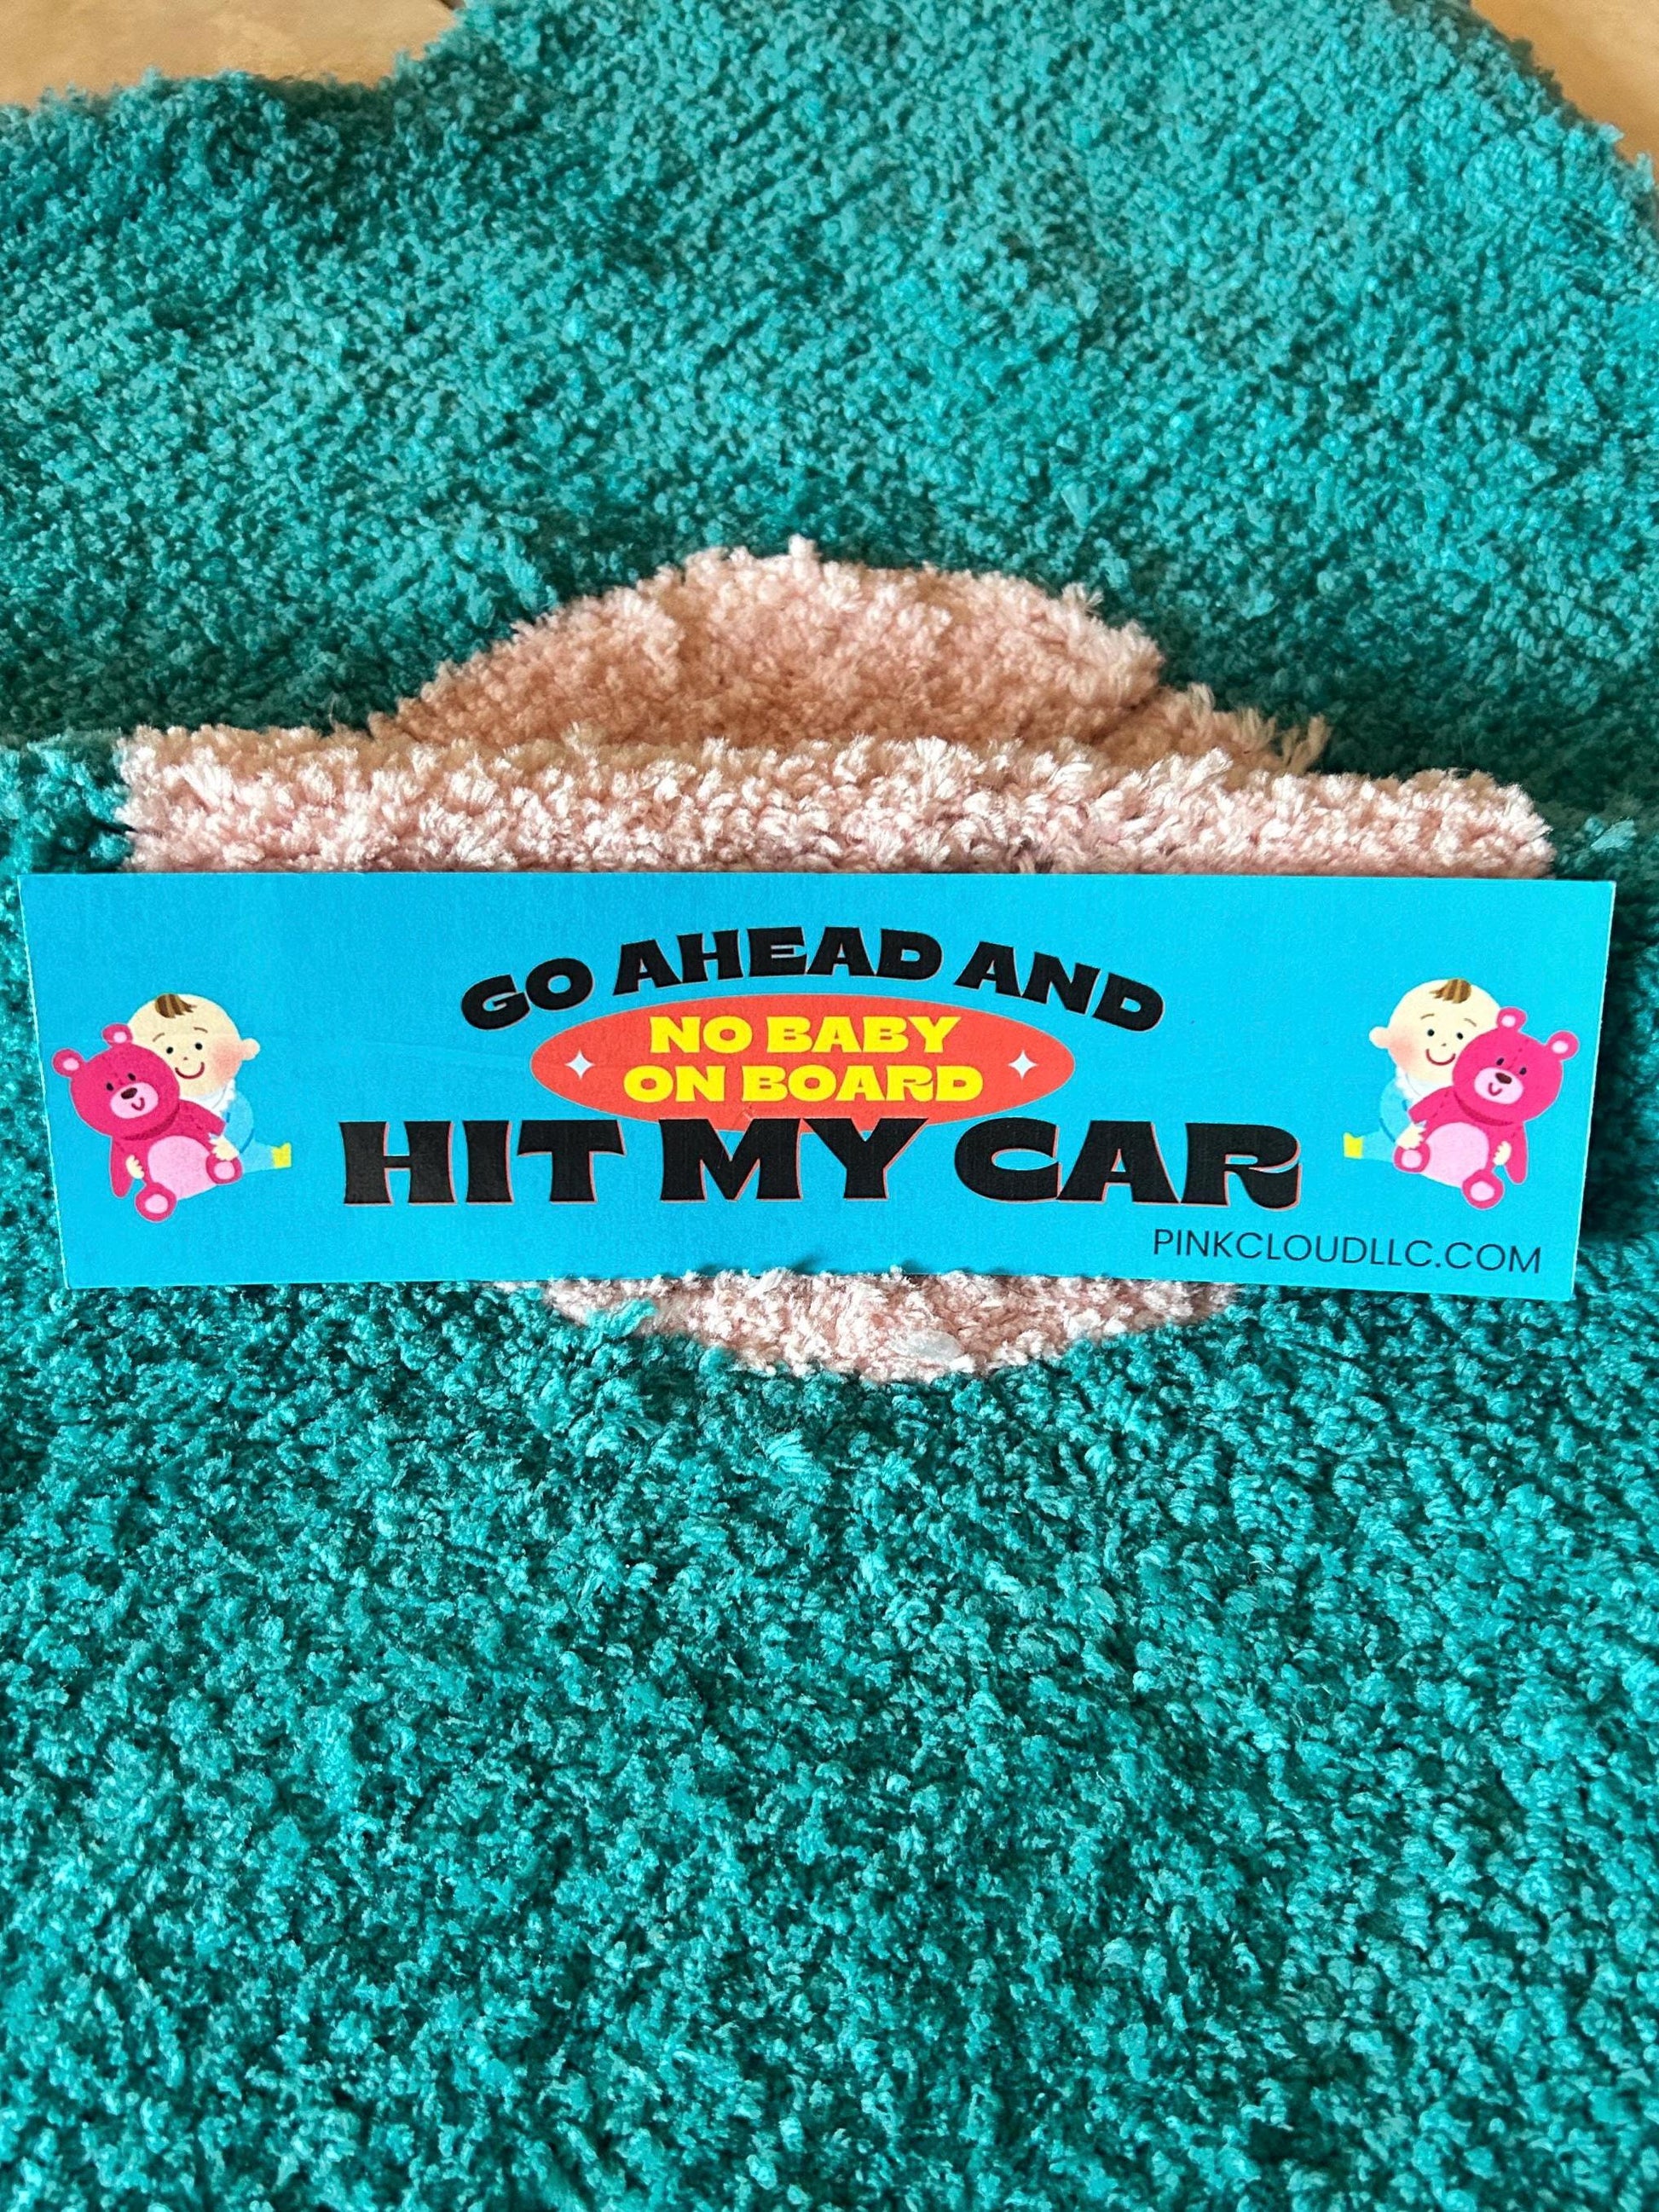 GO AHEAD AND
NO BABY
ON BOARD
HIT MY CAR
PINKCLOUDLLC.COM